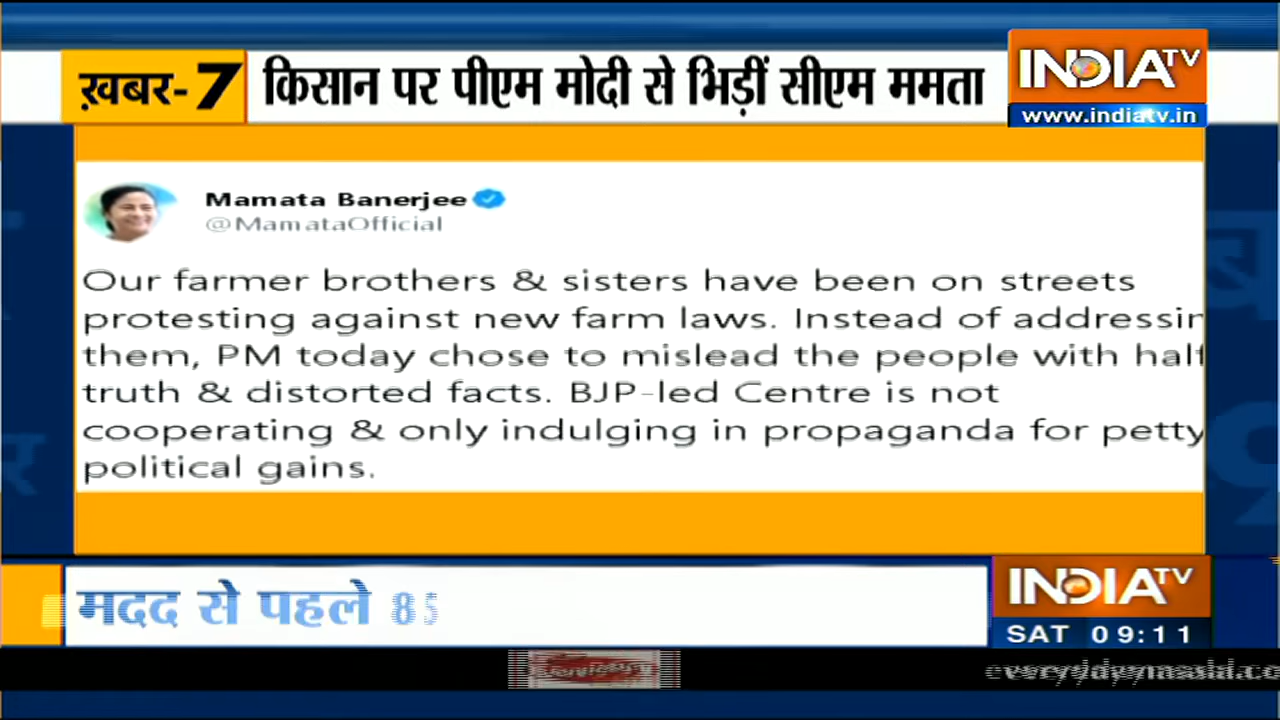 ख़बर-7 किसान पर पीएम मोदी से भिड़ीं सीएम ममता
INDIA TV
www.indiatv.in
Mamata Banerjee
@MamataOfficial
Our farmer brothers & sisters have been on streets
protesting against new farm laws. Instead of addressin
them, PM today chose to mislead the people with half
truth & distorted facts. BJP-led Centre is not
cooperating & only indulging in propaganda for petty
political gains.
मदद से पहले 85
INDIA TV
SAT 09:11